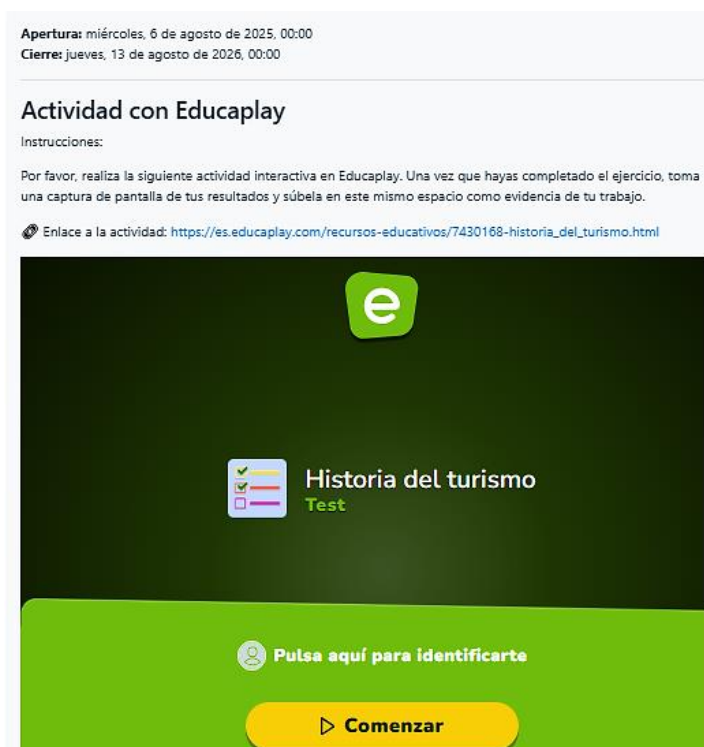 Apertura: miércoles, 6 de agosto de 2025, 00:00
Cierre: jueves, 13 de agosto de 2026, 00:00
Actividad con Educaplay
Instrucciones:
Por favor, realiza la siguiente actividad interactiva en Educaplay. Una vez que hayas completado el ejercicio, toma
una captura de pantalla de tus resultados y súbela en este mismo espacio como evidencia de tu trabajo.
Enlace a la actividad: https://es.educaplay.com/recursos-educativos/7430168-historia_del_turismo.html
e
Historia del turismo
Test
Pulsa aquí para identificarte
Comenzar